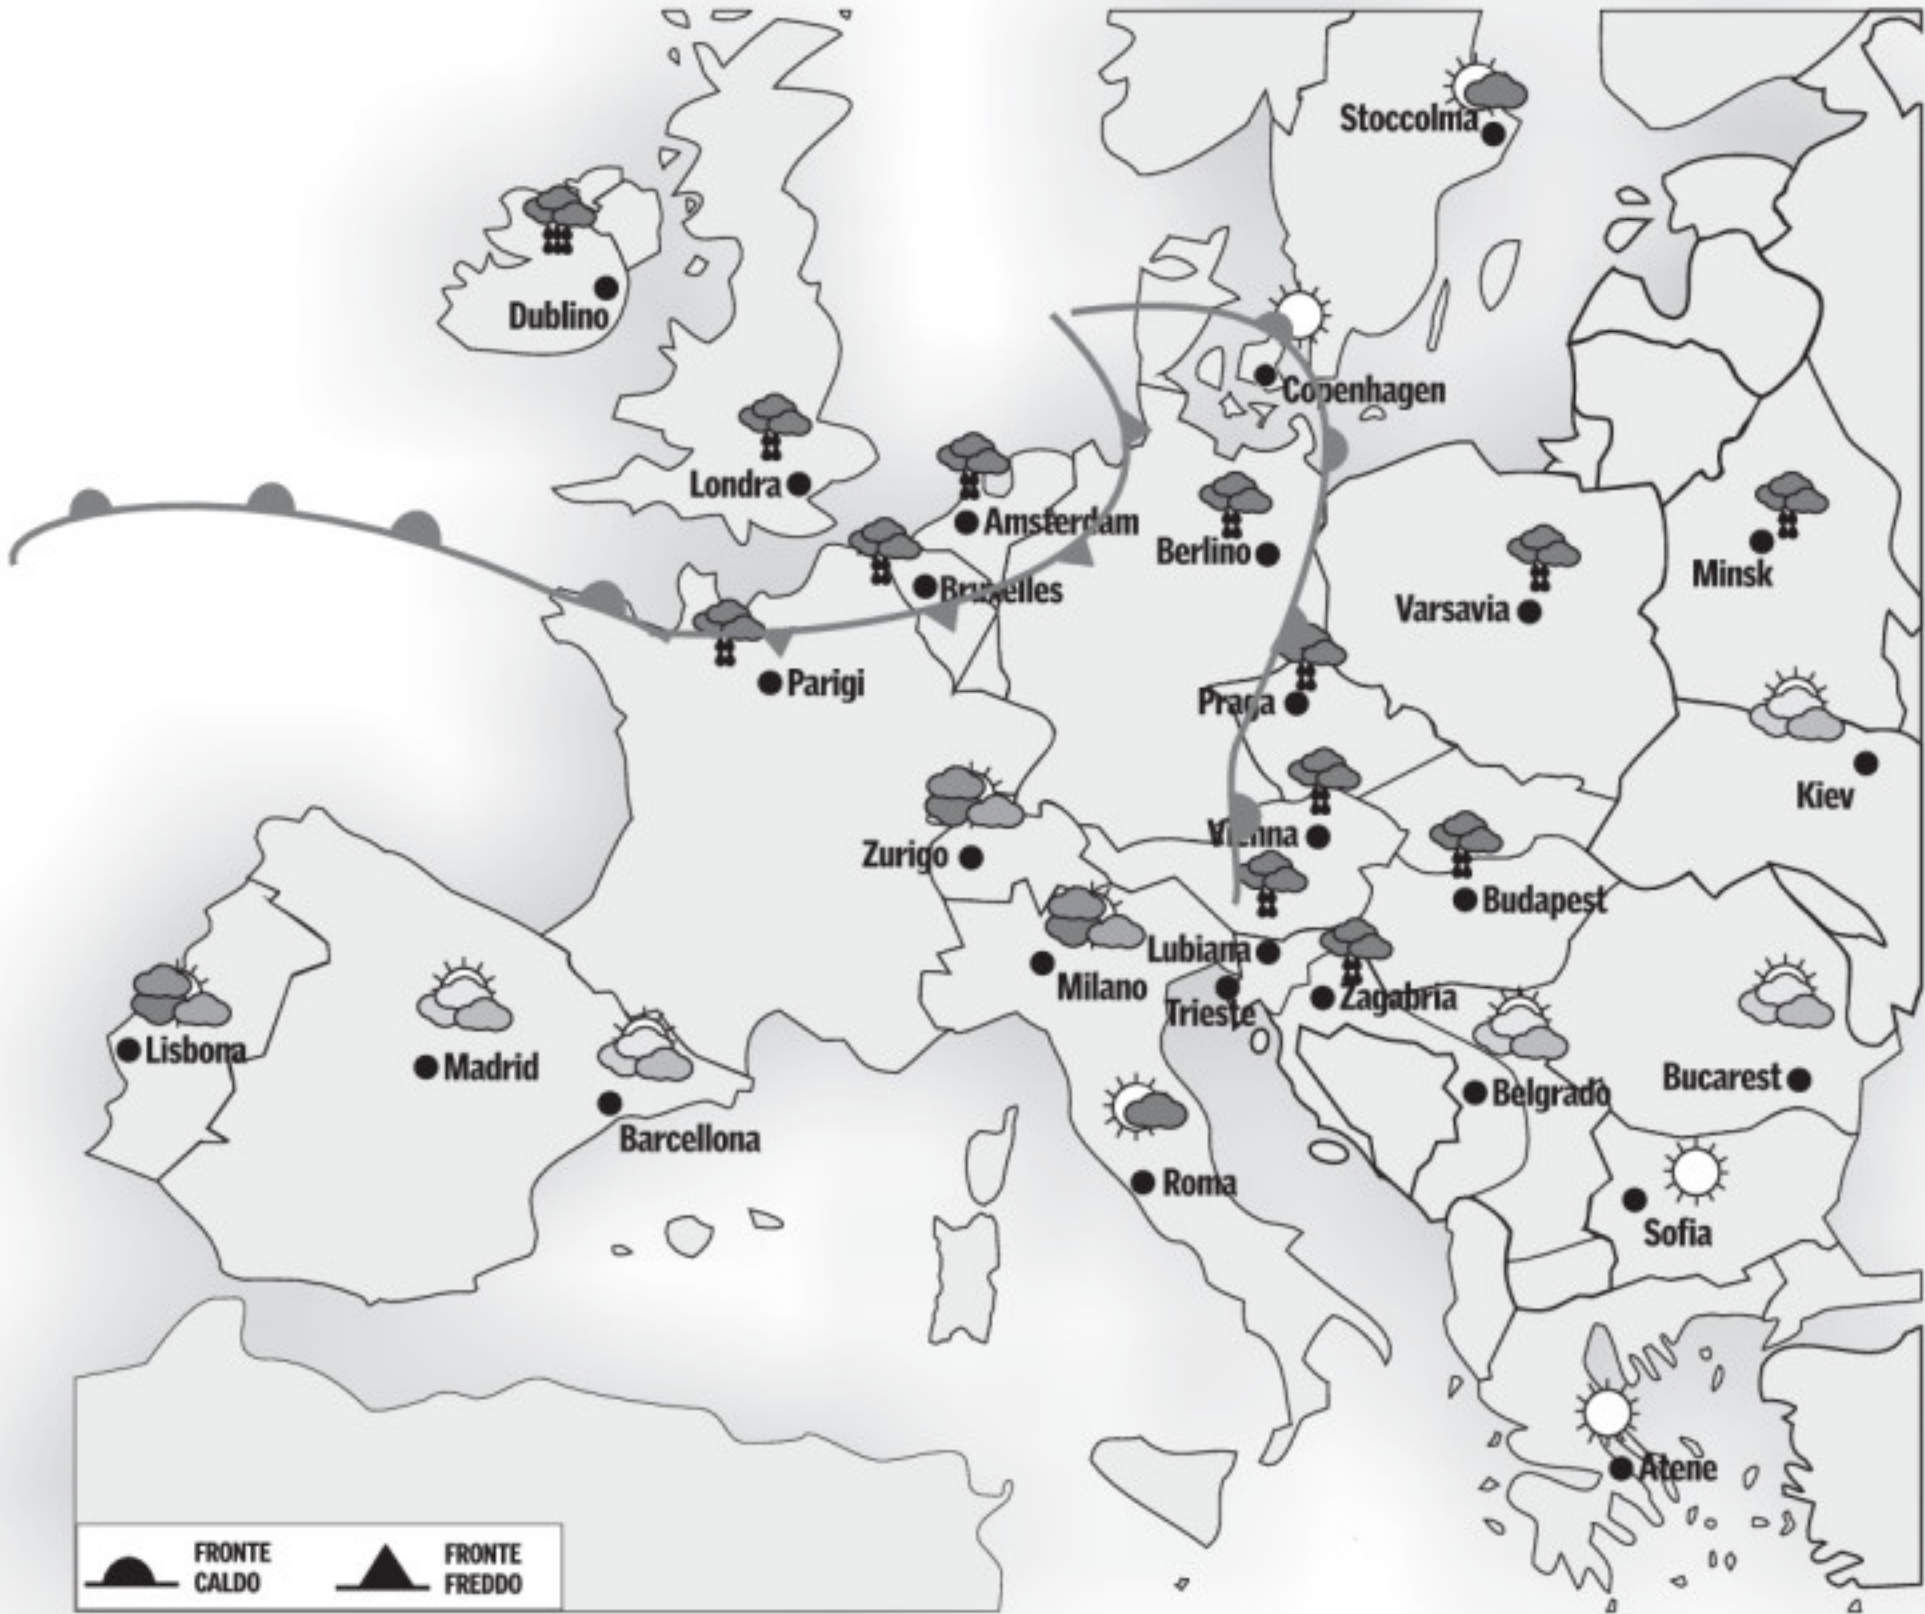 Stoccolma
Dublino
Copenhagen
Londra
Amsterdam
Berlino
Minsk
Bruxelles
Varsavia
Parigi
Praga
Kiev
Vienna
Zurigo
Budapest
Lubiana
Milano
Zagabria
Trieste
Lisbona
Madrid
Bucarest
Belgrado
Barcellona
Roma
Sofia
Atene
FRONTE
CALDO
FRONTE
FREDDO